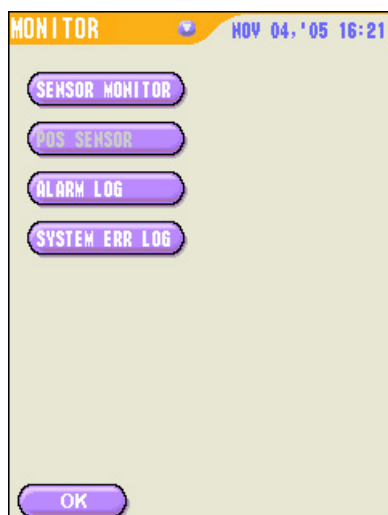 MONITOR NOV 04,'05 16:21
SENSOR MONITOR
POS SENSOR
ALARM LOG
SYSTEM ERR LOG
OK